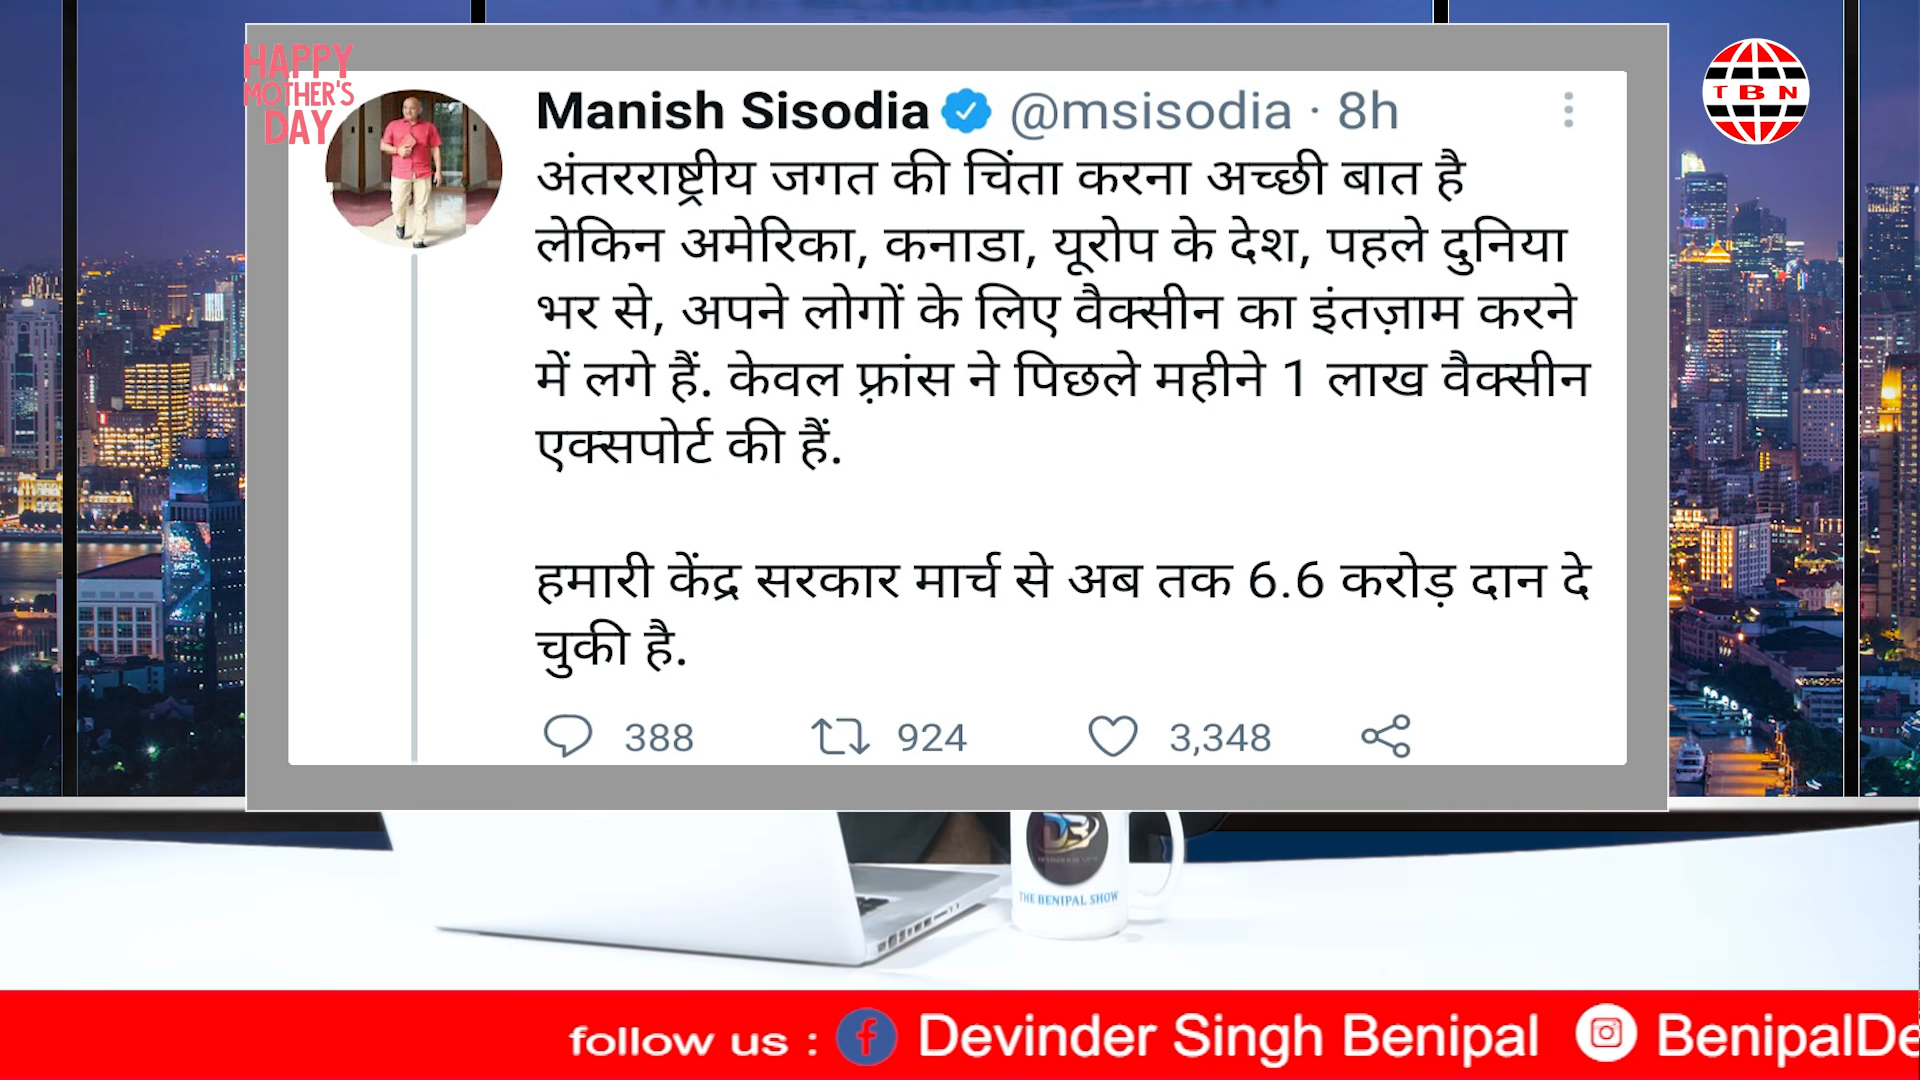 HAPPY
MOTHER'S
DAY
TBN
Manish Sisodia @msisodia · 8h
अंतरराष्ट्रीय जगत की चिंता करना अच्छी बात है
लेकिन अमेरिका, कनाडा, यूरोप के देश, पहले दुनिया
भर से, अपने लोगों के लिए वैक्सीन का इंतज़ाम करने
में लगे हैं. केवल फ़्रांस ने पिछले महीने 1 लाख वैक्सीन
एक्सपोर्ट की हैं.
हमारी केंद्र सरकार मार्च से अब तक 6.6 करोड़ दान दे
चुकी है.
388 924 3,348
DB
THE BENIPAL SHOW
follow us : Devinder Singh Benipal BenipalDe